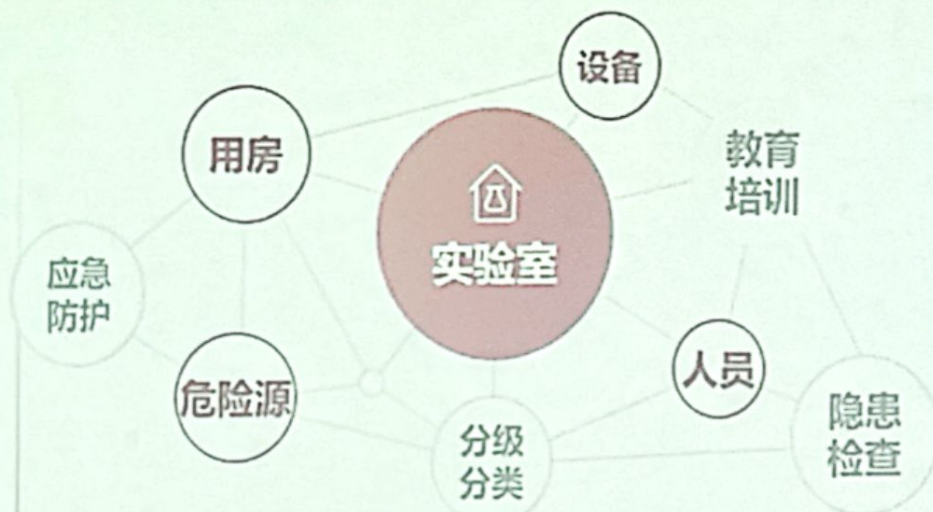 设备
用房
教育
培训
实验室
应急
防护
危险源
人员
分级
分类
隐患
检查